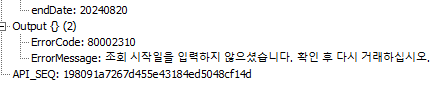 endDate: 20240820
Output {} (2)
ErrorCode: 80002310
ErrorMessage: 조회 시작일을 입력하지 않으셨습니다. 확인 후 다시 거래하십시오.
API_SEQ: 198091a7267d455e43184ed5048cf14d